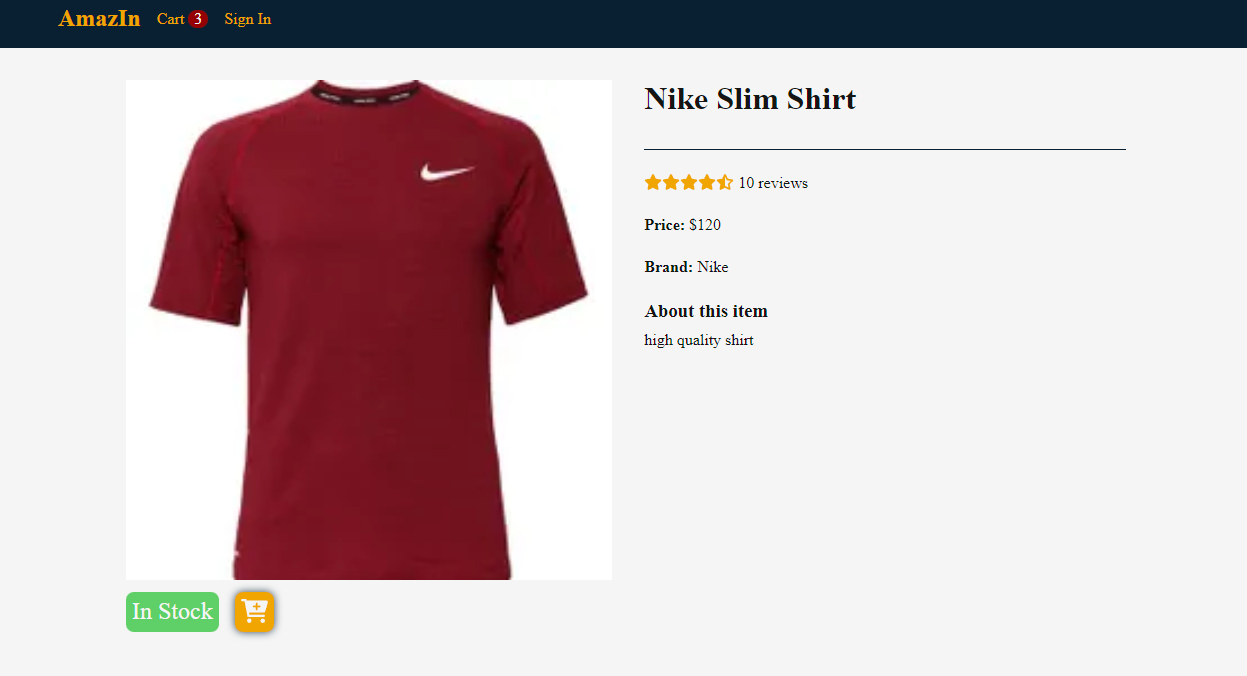 AmazIn Cart 3 Sign In
Nike Slim Shirt
10 reviews
Price: $120
Brand: Nike
About this item
high quality shirt
In Stock